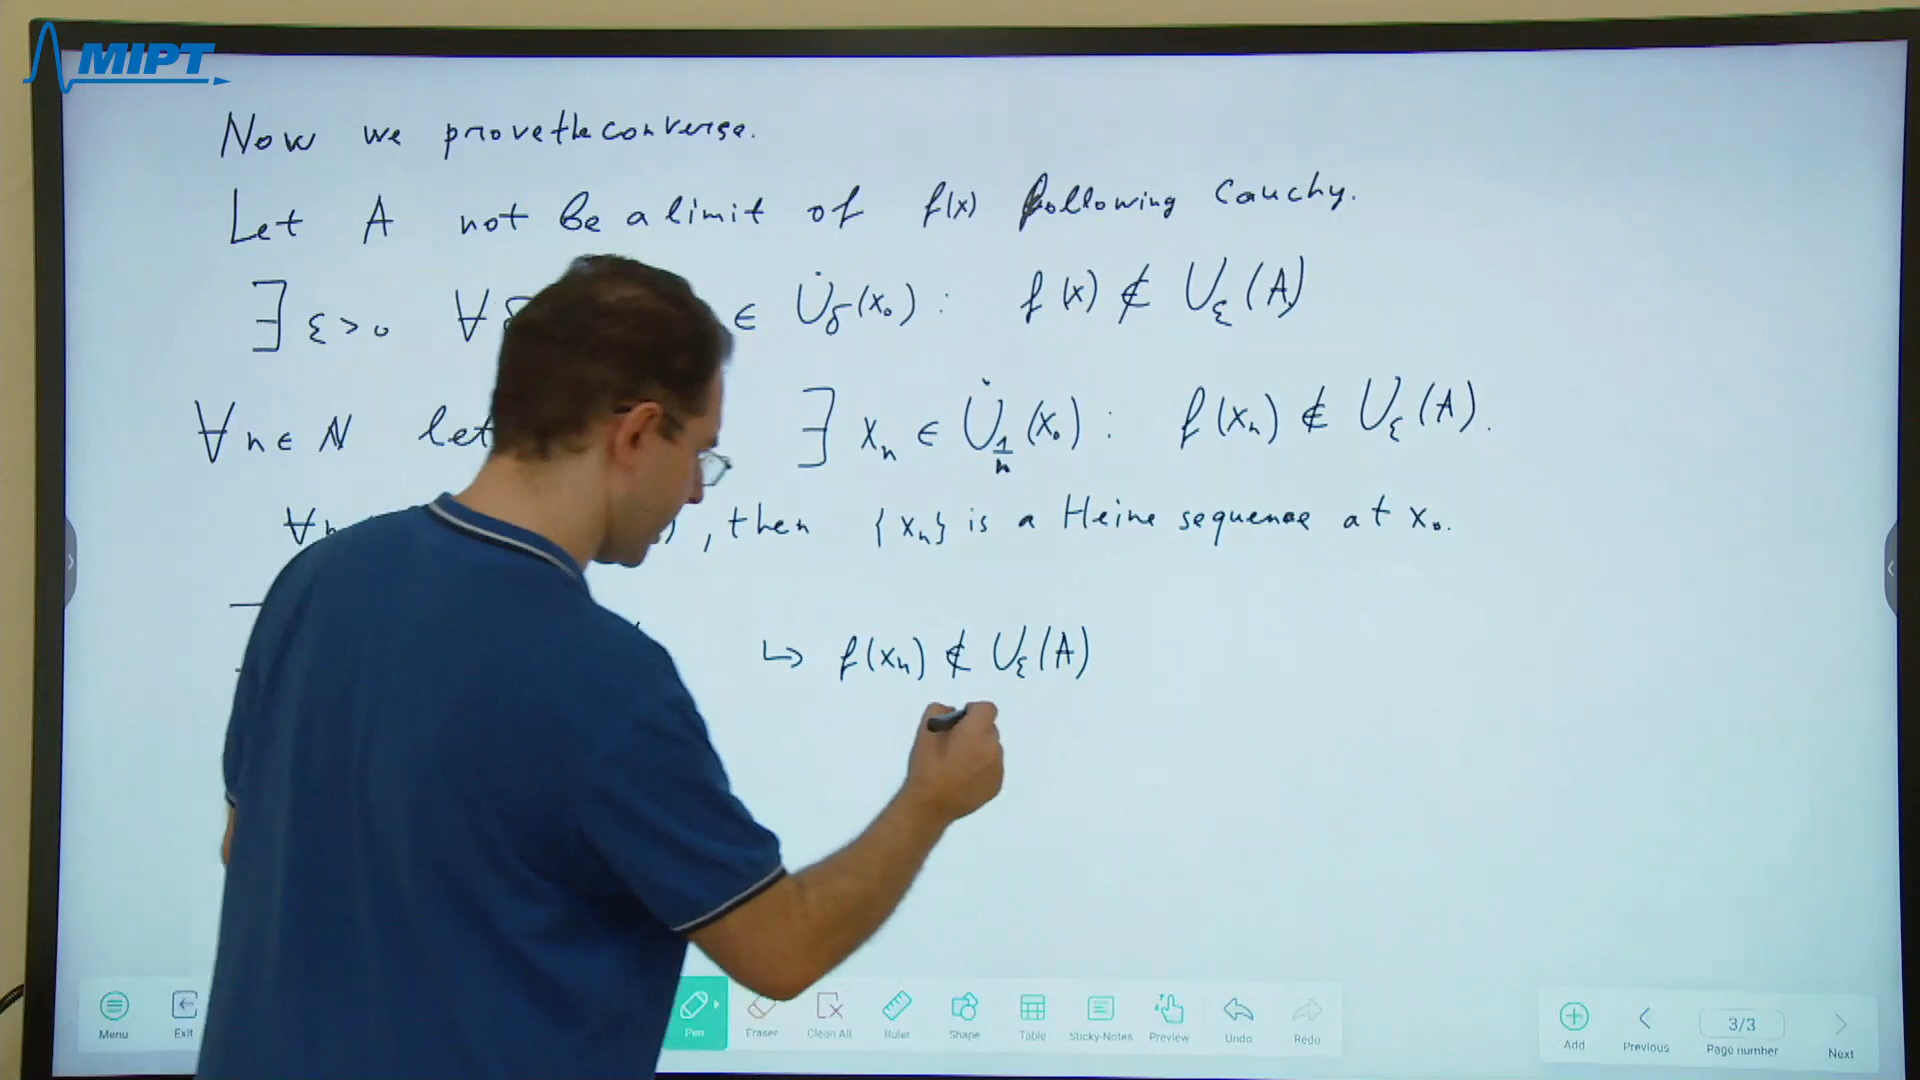 MIPT
Now we prove the converse.
Let A not be a limit of f(x) following Cauchy.
∃ ε > 0 ∀ ∈ U̇δ(x₀) : f(x) ∉ Uε(A)
∀ n ∈ N let ∃ xₙ ∈ U̇1/n(x₀) : f(xₙ) ∉ Uε(A).
∀n , then {xₙ} is a Heine sequence at x₀.
↳ f(xₙ) ∉ Uε(A)
Menu Exit Pen Eraser Clean All Ruler Shape Table Sticky-Notes Preview Undo Redo Add Previous 3/3 Page number Next